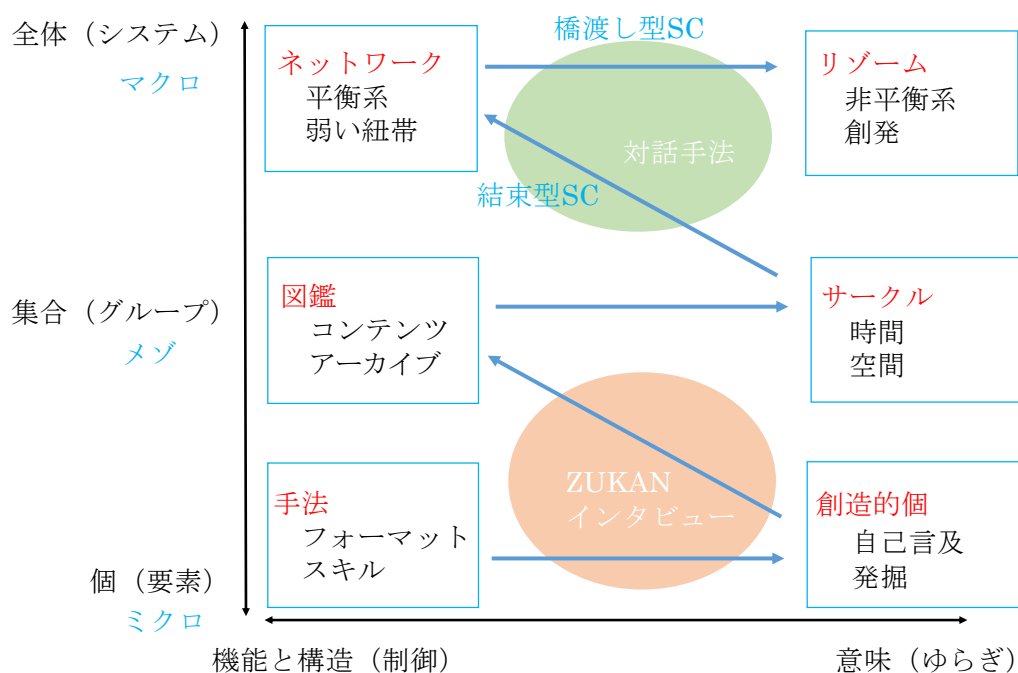 橋渡し型SC
全体（システム）
マクロ
ネットワーク
平衡系
弱い紐帯
リゾーム
非平衡系
創発
対話手法
結束型SC
集合（グループ）
メゾ
図鑑
コンテンツ
アーカイブ
サークル
時間
空間
ZUKAN
インタビュー
手法
フォーマット
スキル
創造的個
自己言及
発掘
個（要素）
ミクロ
機能と構造（制御）
意味（ゆらぎ）